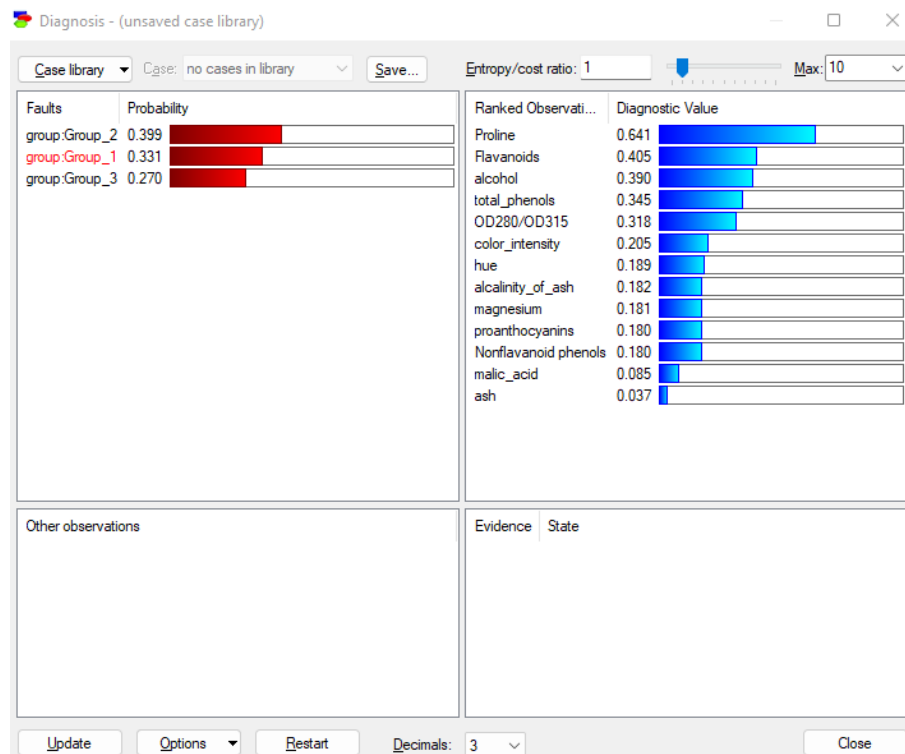 Diagnosis - (unsaved case library)
Case library Case: no cases in library Save... Entropy/cost ratio: 1 Max: 10
Faults Probability
group:Group_2 0.399
group:Group_1 0.331
group:Group_3 0.270
Ranked Observati... Diagnostic Value
Proline 0.641
Flavanoids 0.405
alcohol 0.390
total_phenols 0.345
OD280/OD315 0.318
color_intensity 0.205
hue 0.189
alcalinity_of_ash 0.182
magnesium 0.181
proanthocyanins 0.180
Nonflavanoid phenols 0.180
malic_acid 0.085
ash 0.037
Other observations
Evidence State
Update Options Restart Decimals: 3 Close